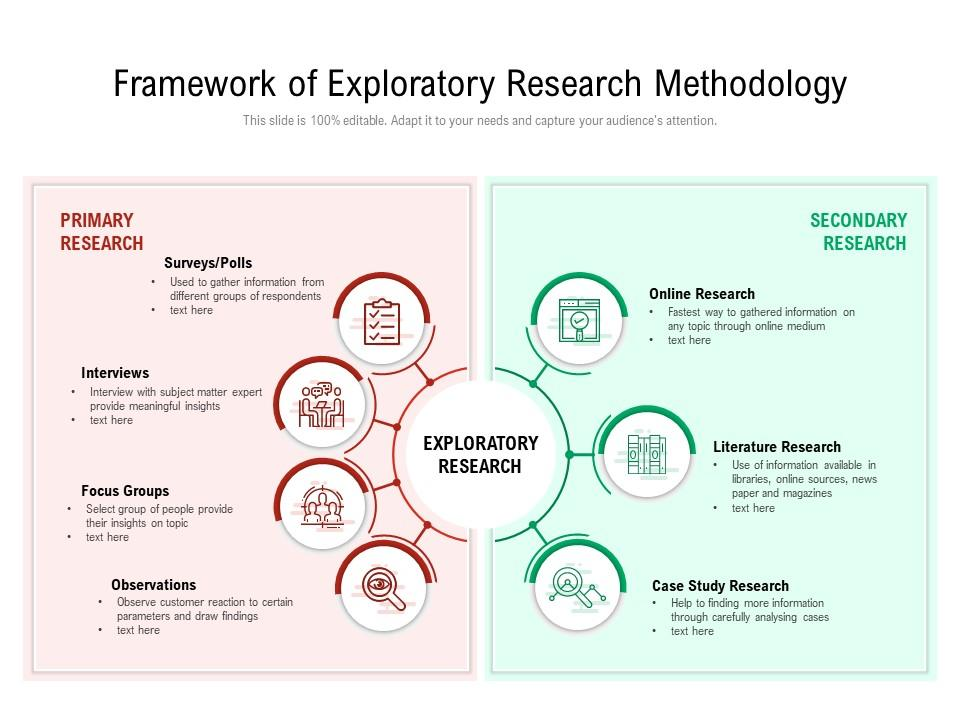 Framework of Exploratory Research Methodology
This slide is 100% editable. Adapt it to your needs and capture your audience's attention.
PRIMARY
RESEARCH
Surveys/Polls
• Used to gather information from
different groups of respondents
• text here
Interviews
• Interview with subject matter expert
provide meaningful insights
• text here
Focus Groups
• Select group of people provide
their insights on topic
• text here
Observations
• Observe customer reaction to certain
parameters and draw findings
• text here
EXPLORATORY
RESEARCH
SECONDARY
RESEARCH
Online Research
• Fastest way to gathered information on
any topic through online medium
• text here
Literature Research
• Use of information available in
libraries, online sources, news
paper and magazines
• text here
Case Study Research
• Help to finding more information
through carefully analysing cases
• text here